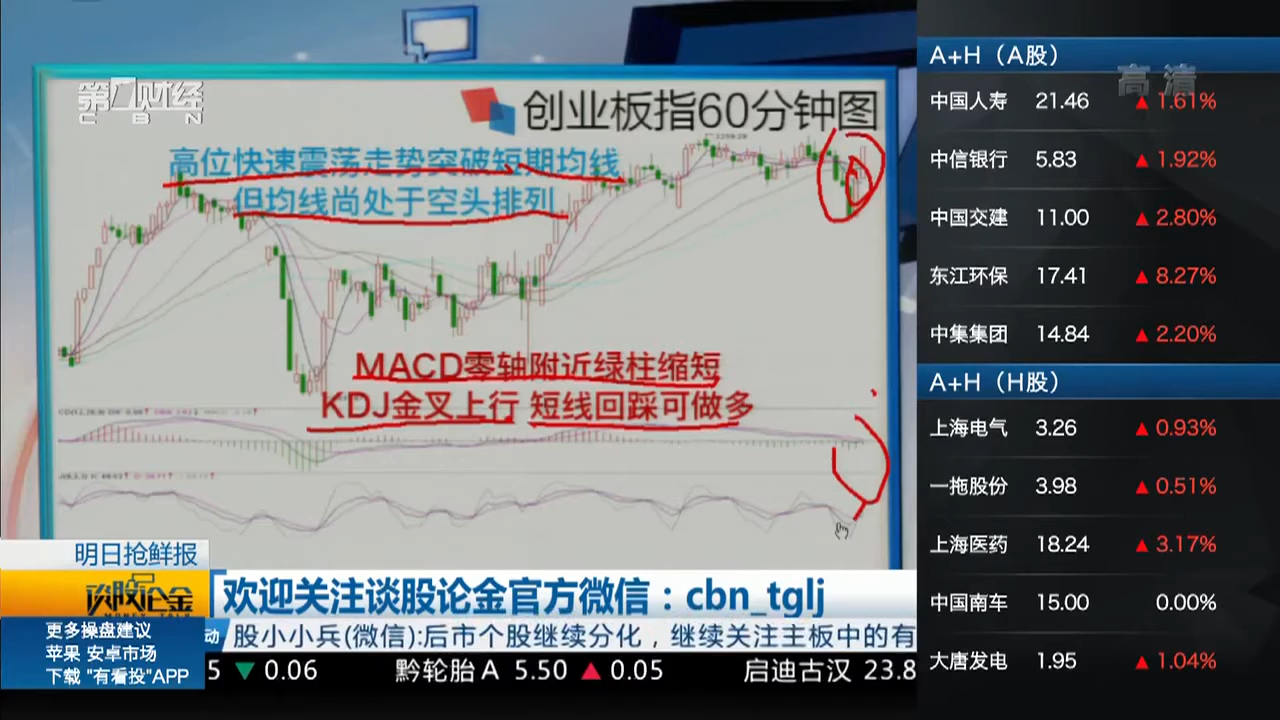 第一财经
CBN
创业板指60分钟图
高位快速震荡走势突破短期均线
但均线尚处于空头排列
MACD零轴附近绿柱缩短
KDJ金叉上行 短线回踩可做多
明日抢鲜报
谈股论金
MONEY TALK
欢迎关注谈股论金官方微信：cbn_tglj
更多操盘建议
苹果 安卓市场
下载 "有看投"APP
动 股小小兵(微信):后市个股继续分化，继续关注主板中的有
5 ▼ 0.06 黔轮胎A 5.50 ▲ 0.05 启迪古汉 23.8
高清
A+H（A股）
中国人寿 21.46 ▲ 1.61%
中信银行 5.83 ▲ 1.92%
中国交建 11.00 ▲ 2.80%
东江环保 17.41 ▲ 8.27%
中集集团 14.84 ▲ 2.20%
A+H（H股）
上海电气 3.26 ▲ 0.93%
一拖股份 3.98 ▲ 0.51%
上海医药 18.24 ▲ 3.17%
中国南车 15.00 0.00%
大唐发电 1.95 ▲ 1.04%